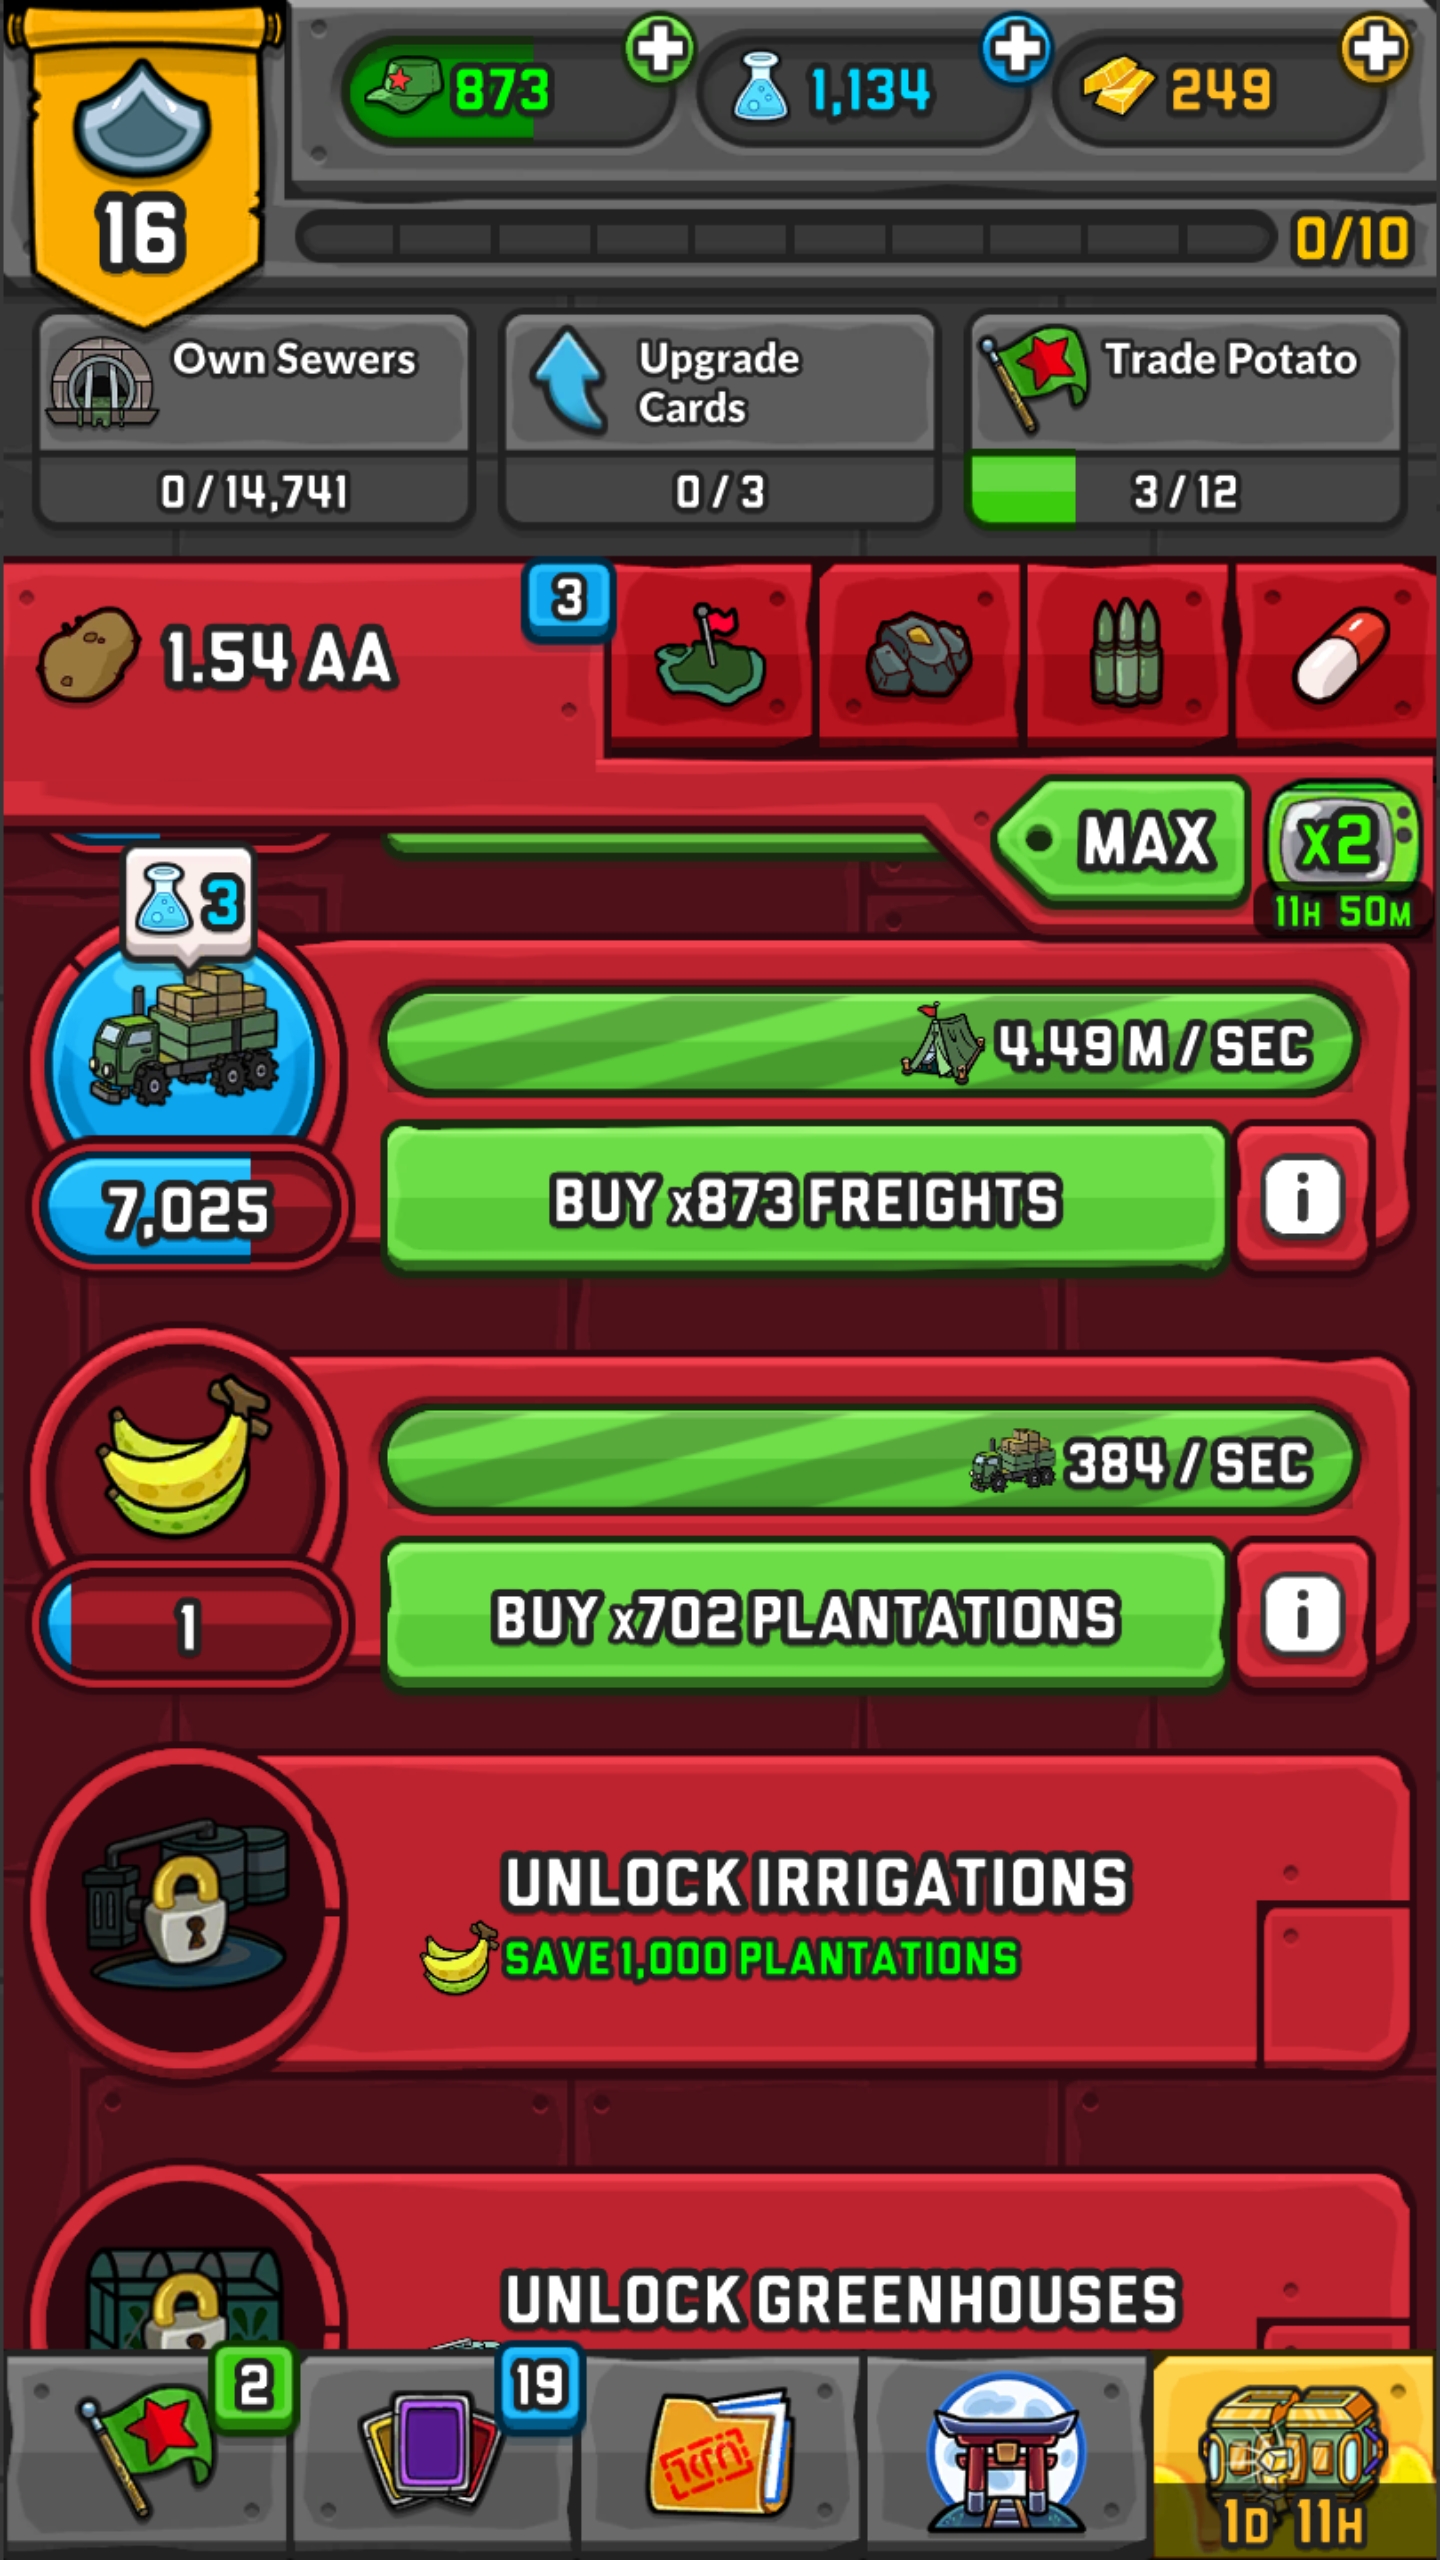 873
1,134
249
16
0/10
Own Sewers
0 / 14,741
Upgrade
Cards
0 / 3
Trade Potato
3 / 12
1.54 AA
3
MAX
x2
11H 50M
3
4.49 M / SEC
7,025
BUY x873 FREIGHTS
384 / SEC
1
BUY x702 PLANTATIONS
UNLOCK IRRIGATIONS
SAVE 1,000 PLANTATIONS
UNLOCK GREENHOUSES
2
19
1D 11H